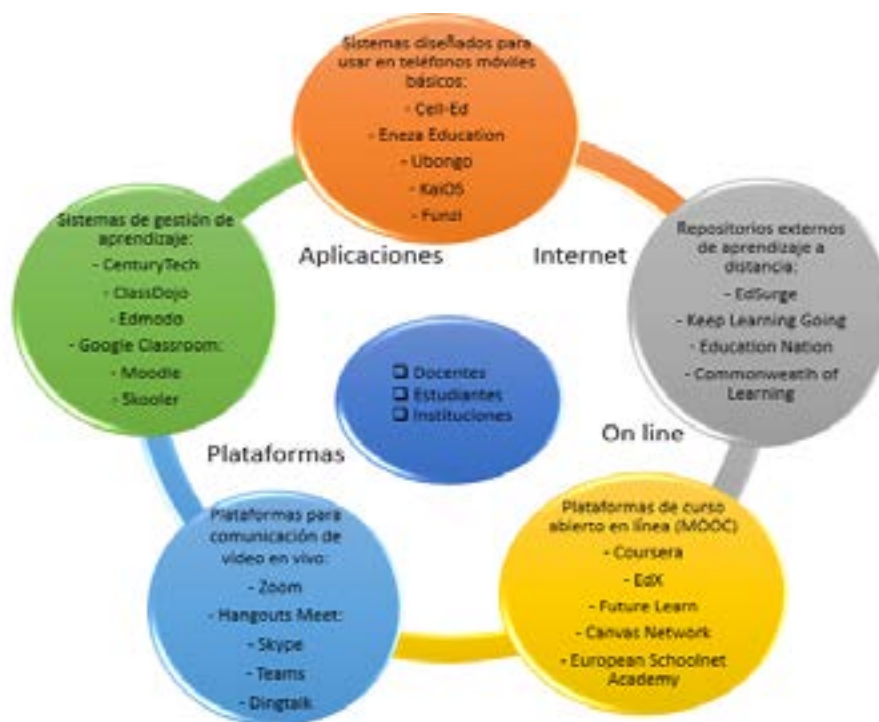 Sistemas diseñados para
usar en teléfonos móviles
básicos:
- Cell-Ed
- Eneza Education
- Ubongo
- KaiOS
- Funzi
Sistemas de gestión de
aprendizaje:
- CenturyTech
- ClassDojo
- Edmodo
- Google Classroom:
- Moodle
- Skooler
Aplicaciones
Internet
Repositorios externos
de aprendizaje a
distancia:
- EdSurge
- Keep Learning Going
- Education Nation
- Commonweatlh of
Learning
❑ Docentes
❑ Estudiantes
❑ Instituciones
Plataformas
On line
Plataformas para
comunicación de
video en vivo:
- Zoom
- Hangouts Meet:
- Skype
- Teams
- Dingtalk
Plataformas de curso
abierto en línea (MOOC)
- Coursera
- EdX
- Future Learn
- Canvas Network
- European Schoolnet
Academy